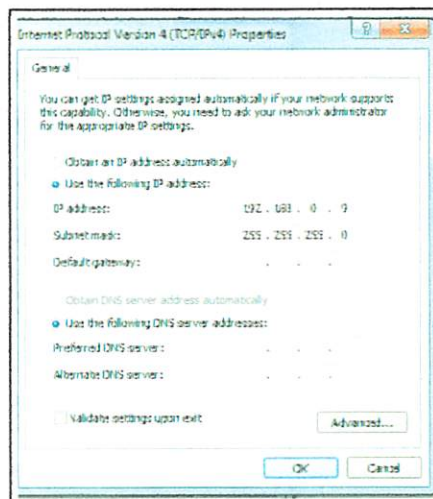 Internet Protocol Version 4 (TCP/IPv4) Properties
General
You can get IP settings assigned automatically if your network supports
this capability. Otherwise, you need to ask your network administrator
for the appropriate IP settings.
Obtain an IP address automatically
Use the following IP address:
IP address:
Subnet mask: 255 . 255 . 255 . 0
Default gateway: . . .
Obtain DNS server address automatically
Use the following DNS server addresses:
Preferred DNS server: . . .
Alternate DNS server: . . .
Validate settings upon exit
Advanced...
OK Cancel